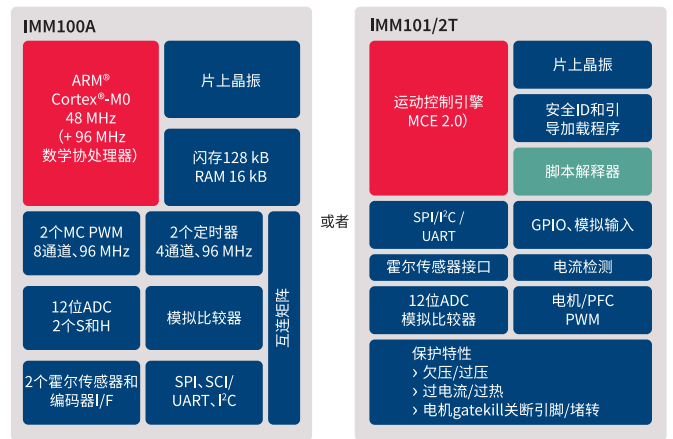 IMM100A
ARM®
Cortex®-M0
48 MHz
(+ 96 MHz
数学协处理器)
片上晶振
闪存128 kB
RAM 16 kB
2个MC PWM
8通道、96 MHz
2个定时器
4通道、96 MHz
12位ADC
2个S和H
模拟比较器
2个霍尔传感器和
编码器I/F
SPI、SCI/
UART、I²C
互连矩阵
或者
IMM101/2T
运动控制引擎
MCE 2.0)
片上晶振
安全ID和引
导加载程序
脚本解释器
SPI/I²C /
UART
GPIO、模拟输入
霍尔传感器接口
电流检测
12位ADC
模拟比较器
电机/PFC
PWM
保护特性
› 欠压/过压
› 过电流/过热
› 电机gatekill关断引脚/堵转